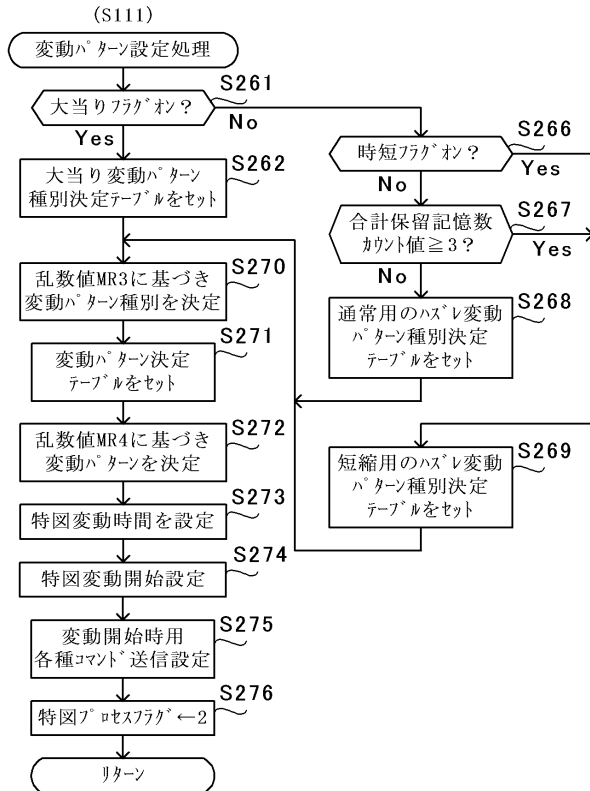 (S111)
変動パターン設定処理
S261
大当りフラグオン？
Yes
No
S262
大当り変動パターン
種別決定テーブルをセット
S266
時短フラグオン？
Yes
No
S267
合計保留記憶数
カウント値≧3？
Yes
No
S268
通常用のハズレ変動
パターン種別決定
テーブルをセット
S269
短縮用のハズレ変動
パターン種別決定
テーブルをセット
S270
乱数値MR3に基づき
変動パターン種別を決定
S271
変動パターン決定
テーブルをセット
S272
乱数値MR4に基づき
変動パターンを決定
S273
特図変動時間を設定
S274
特図変動開始設定
S275
変動開始時用
各種コマンド送信設定
S276
特図プロセスフラグ←2
リターン